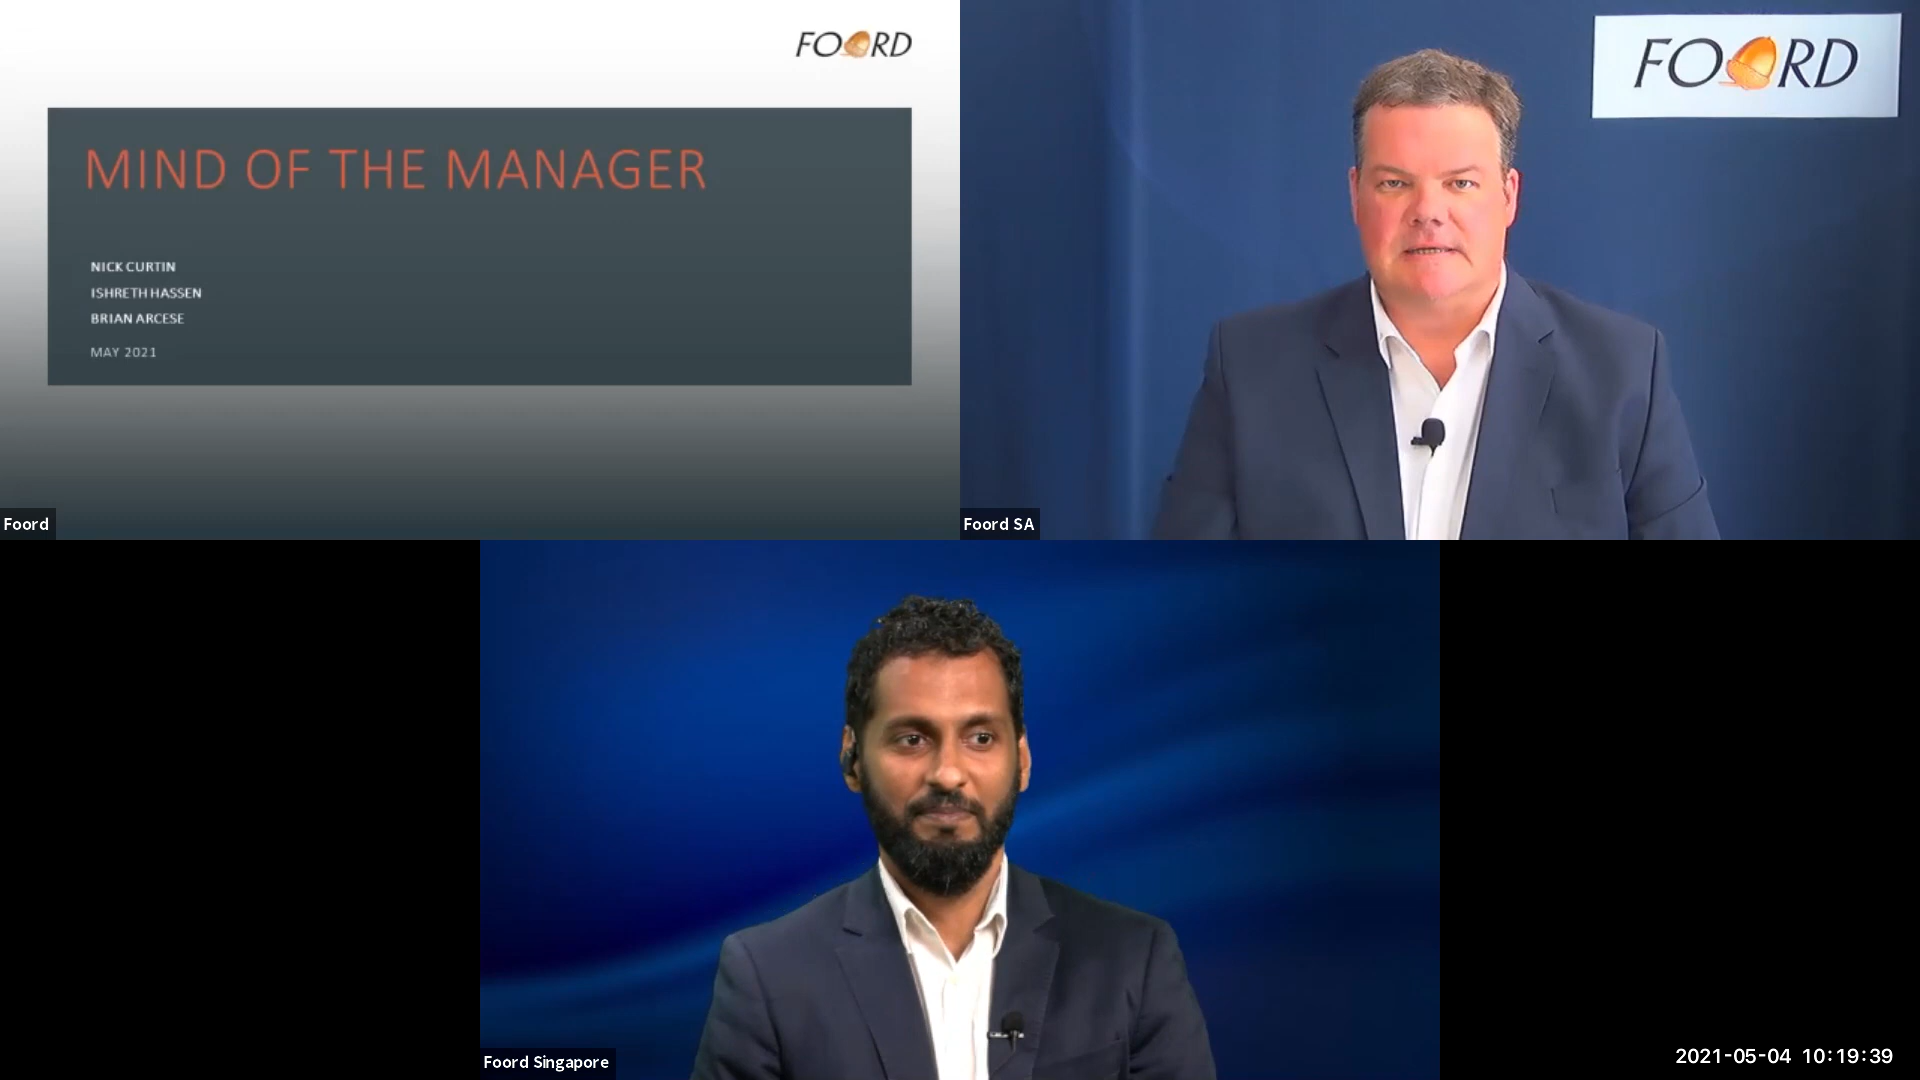 FOORD
MIND OF THE MANAGER
NICK CURTIN
ISHRETH HASSEN
BRIAN ARCESE
MAY 2021
Foord
FOORD
Foord SA
Foord Singapore
2021-05-04 10:19:39